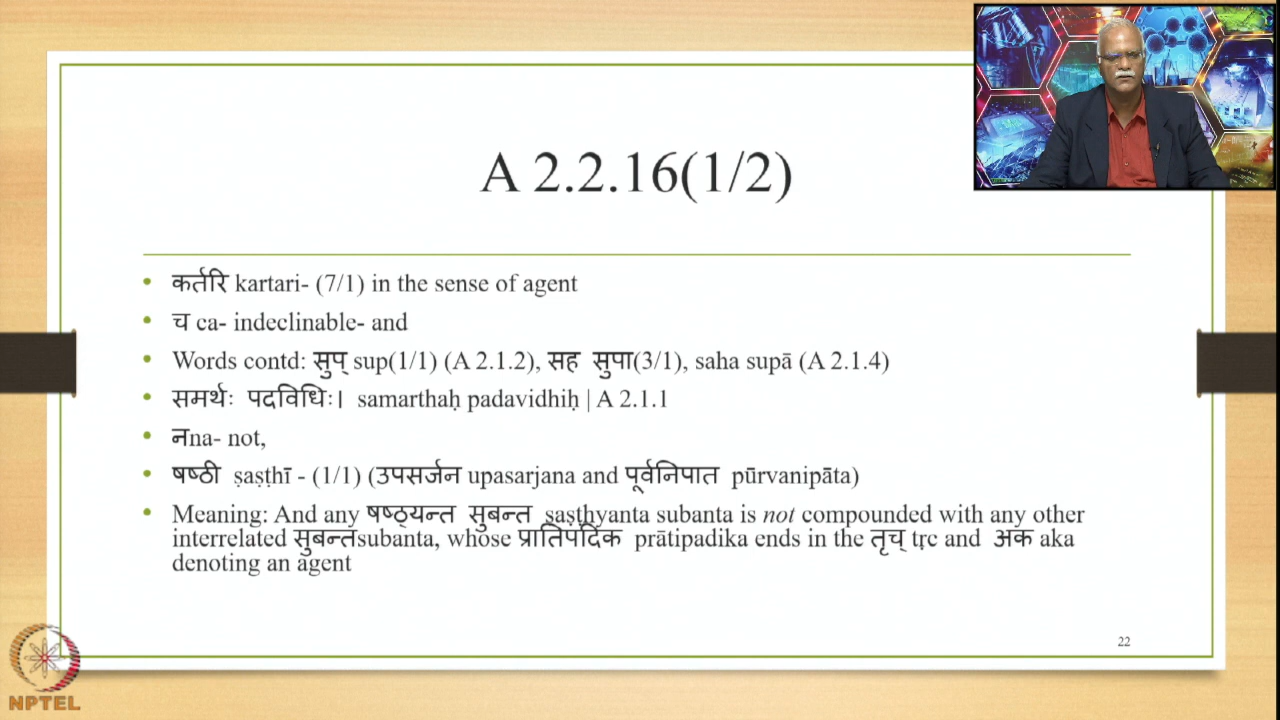 A 2.2.16(1/2)
• कर्तरि kartari- (7/1) in the sense of agent
• च ca- indeclinable- and
• Words contd: सुप् sup(1/1) (A 2.1.2), सह सुपा(3/1), saha supā (A 2.1.4)
• समर्थः पदविधिः। samarthaḥ padavidhiḥ | A 2.1.1
• नna- not,
• षष्ठी ṣaṣṭhī - (1/1) (उपसर्जन upasarjana and पूर्वनिपात pūrvanipāta)
• Meaning: And any षष्ठ्यन्त सुबन्त ṣaṣṭhyanta subanta is not compounded with any other
interrelated सुबन्तsubanta, whose प्रातिपदिक prātipadika ends in the तृच् tṛc and अक aka
denoting an agent
22
NPTEL